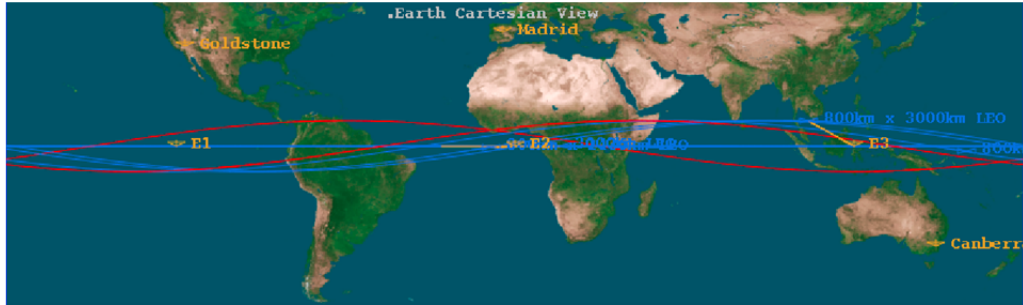 .Earth Cartesian View
Madrid
Goldstone
800km x 3000km LEO
E1
E2
E3
Canberra